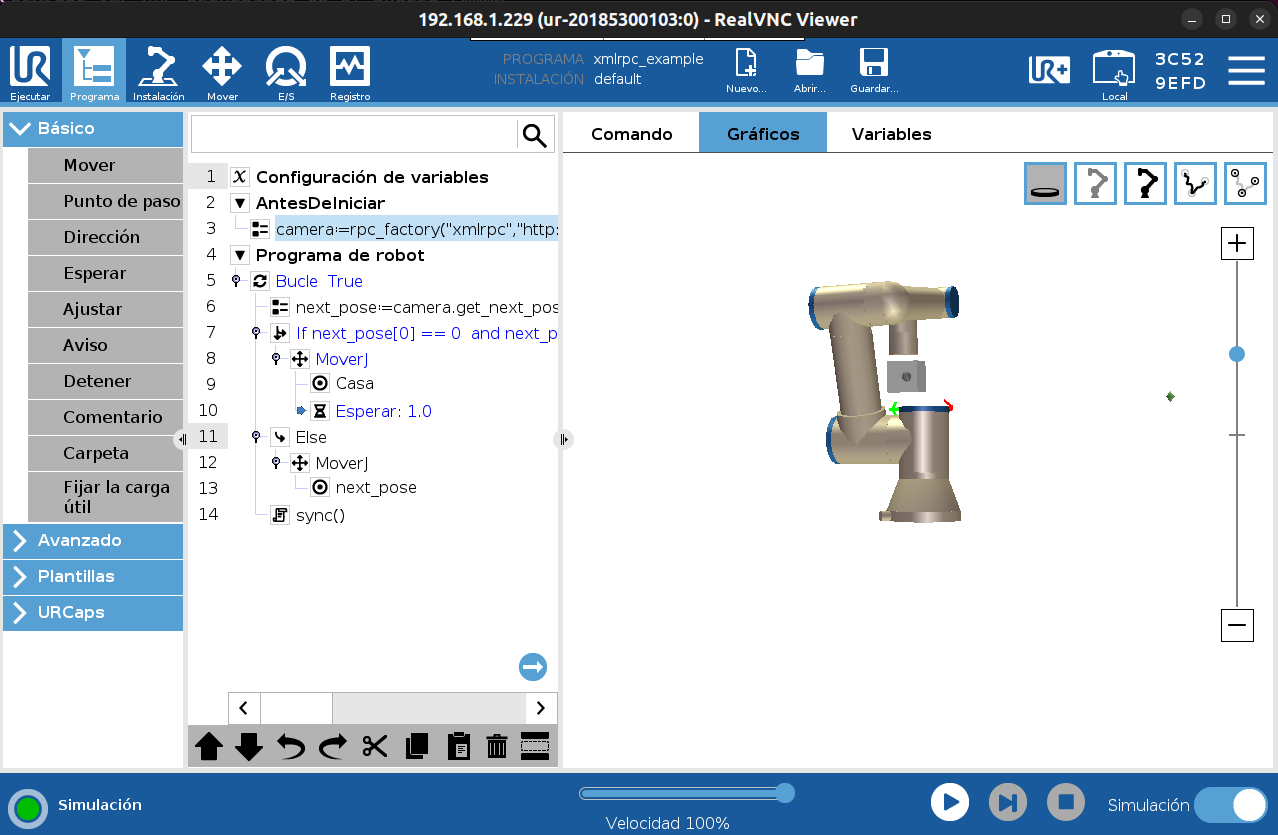 192.168.1.229 (ur-20185300103:0) - RealVNC Viewer
UR
Ejecutar
Programa
Instalación
Mover
E/S
Registro
PROGRAMA xmlrpc_example
INSTALACIÓN default
Nuevo...
Abrir...
Guardar...
UR+
Local
3C52
9EFD
Básico
Mover
Punto de paso
Dirección
Esperar
Ajustar
Aviso
Detener
Comentario
Carpeta
Fijar la carga
útil
Avanzado
Plantillas
URCaps
1 X Configuración de variables
2 AntesDeIniciar
3 camera≔rpc_factory("xmlrpc","http:
4 Programa de robot
5 Bucle True
6 next_pose≔camera.get_next_pos
7 If next_pose[0] == 0 and next_p
8 MoverJ
9 Casa
10 Esperar: 1.0
11 Else
12 MoverJ
13 next_pose
14 sync()
Comando
Gráficos
Variables
Simulación
Velocidad 100%
Simulación